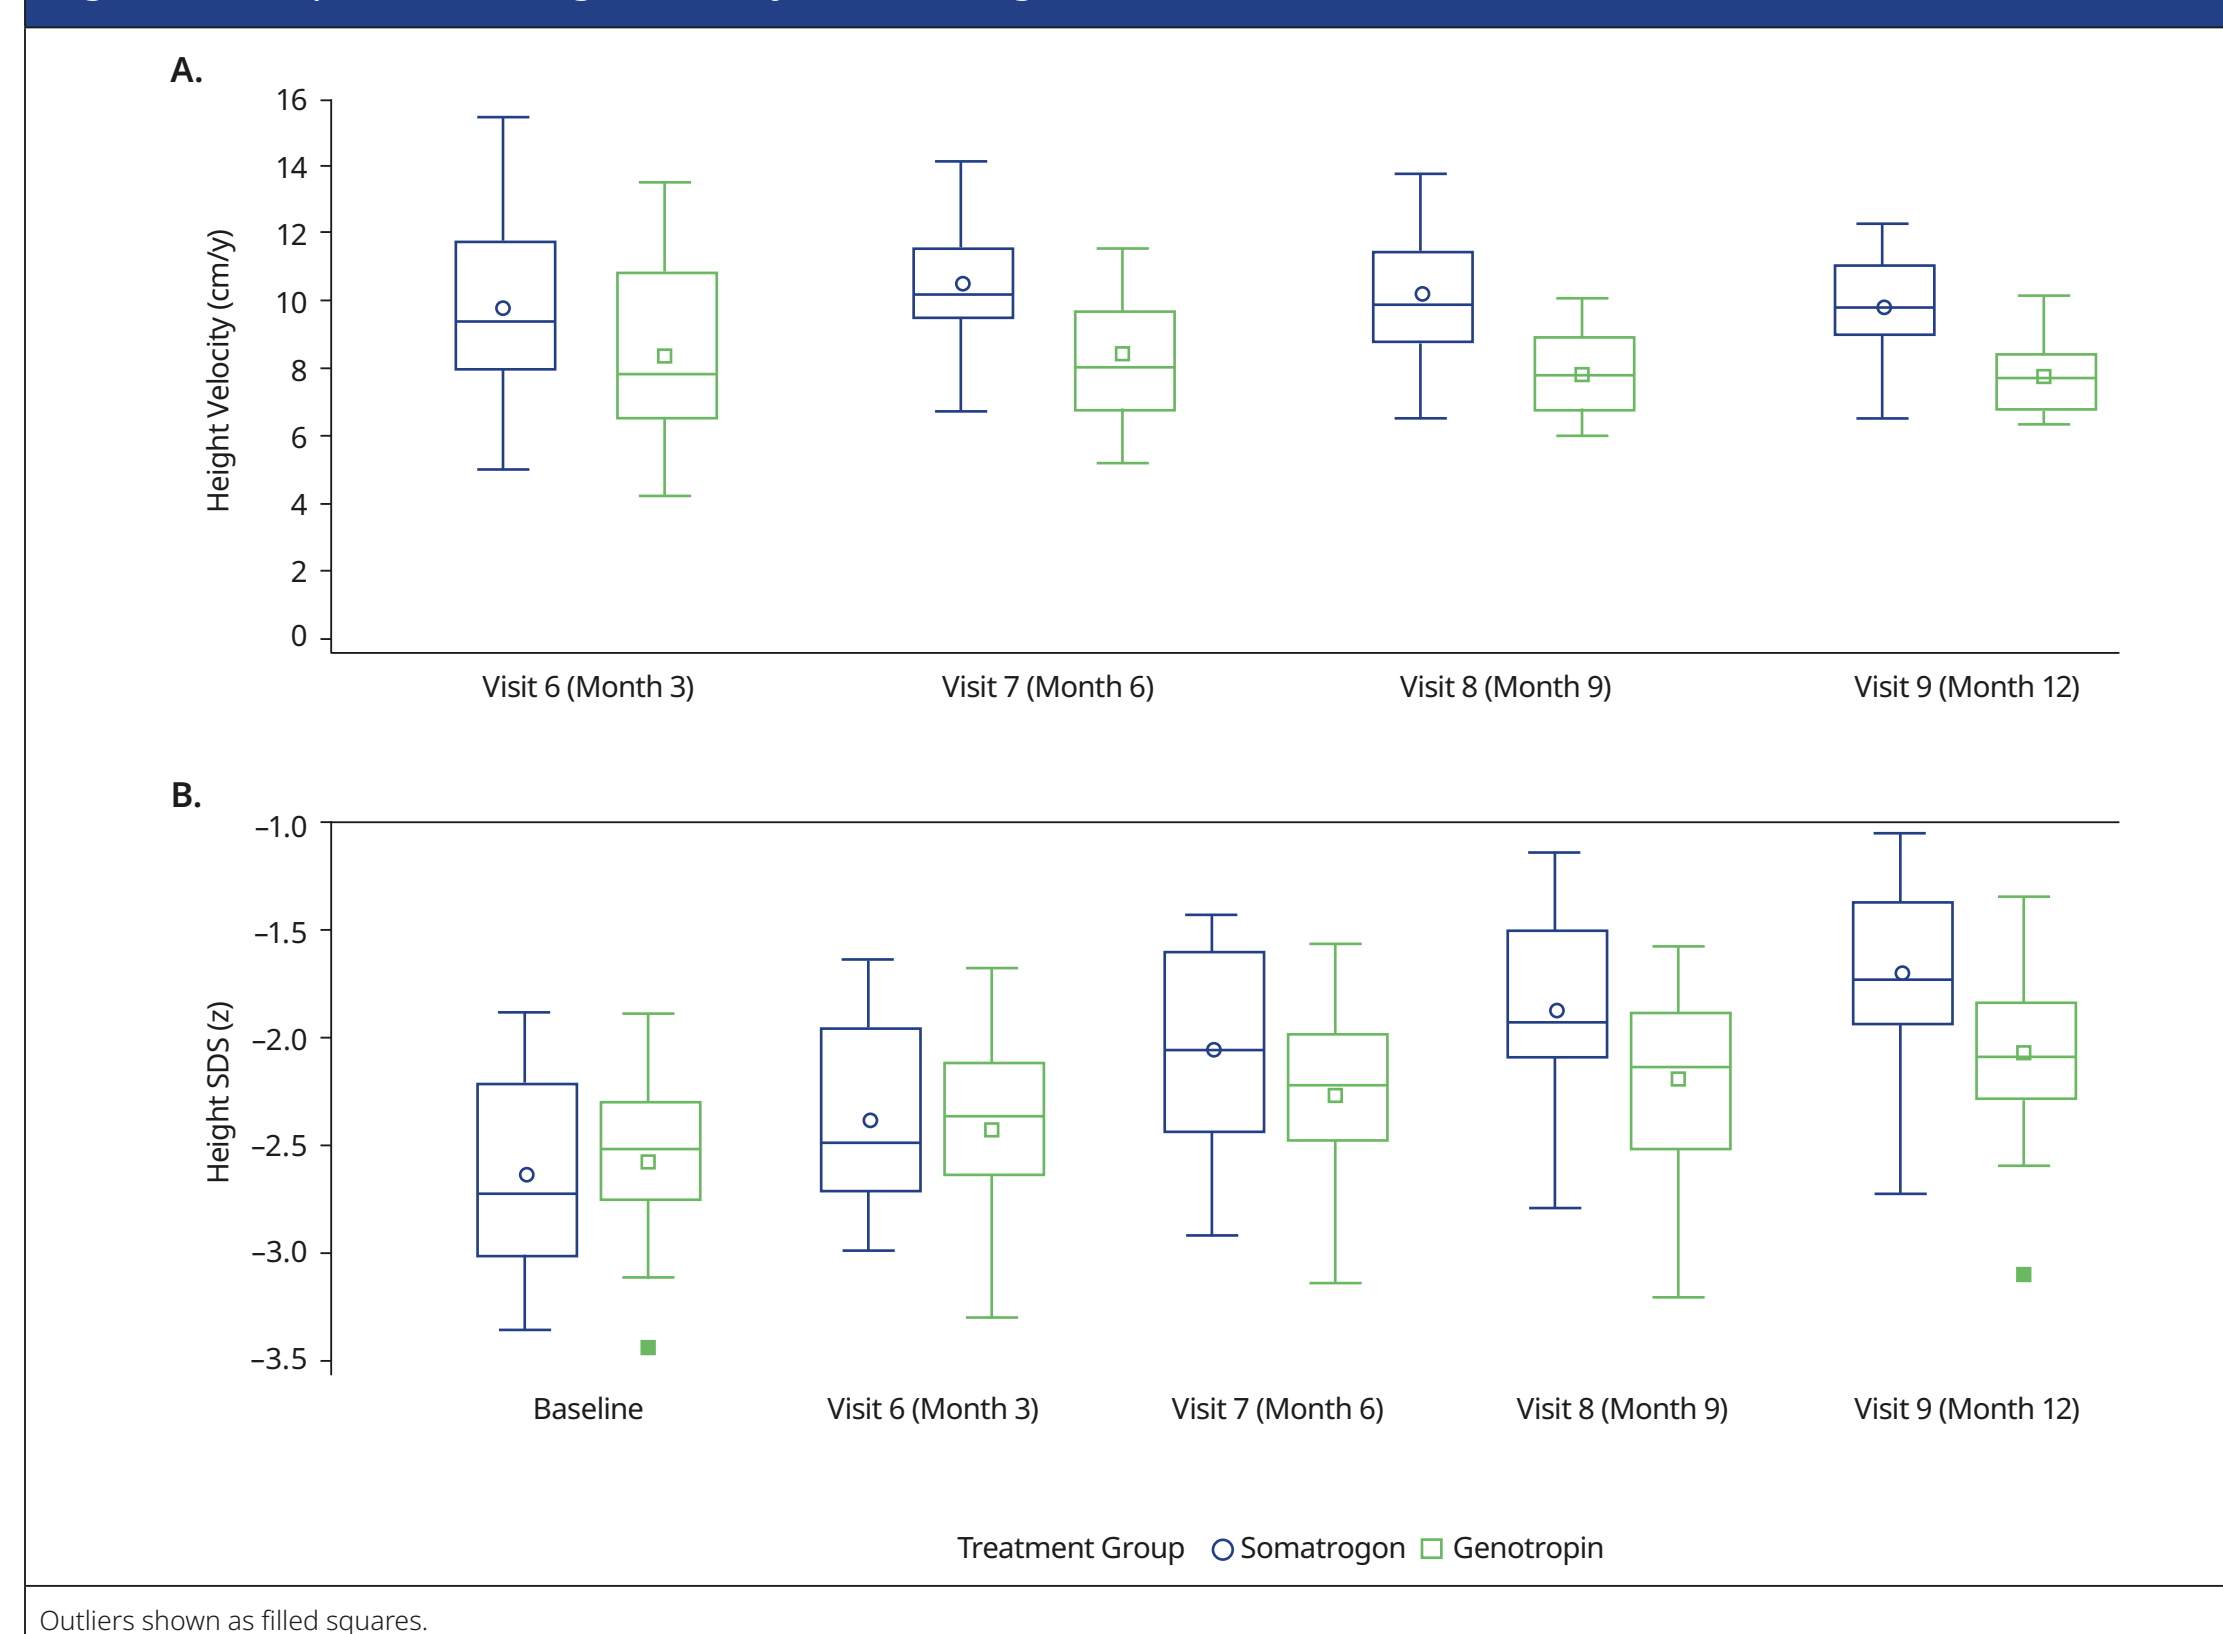 A.
16
14
12
10
8
6
4
2
0
Height Velocity (cm/y)
Visit 6 (Month 3) Visit 7 (Month 6) Visit 8 (Month 9) Visit 9 (Month 12)
B.
–1.0
–1.5
–2.0
–2.5
–3.0
–3.5
Height SDS (z)
Baseline Visit 6 (Month 3) Visit 7 (Month 6) Visit 8 (Month 9) Visit 9 (Month 12)
Treatment Group Somatrogon Genotropin
Outliers shown as filled squares.